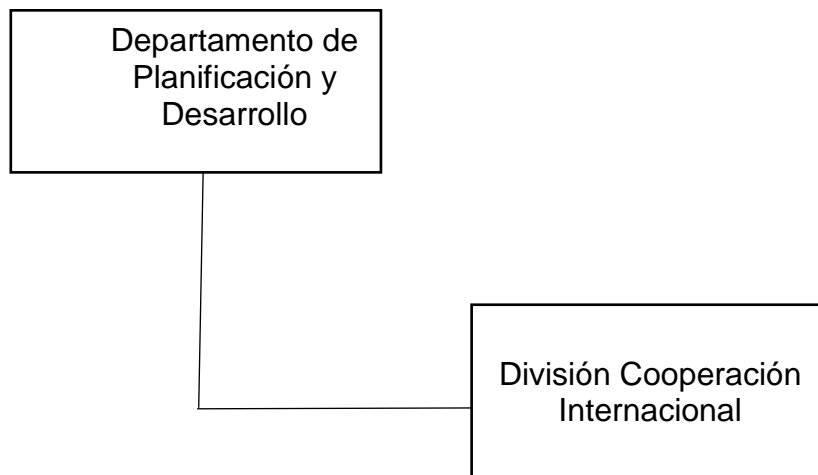 Departamento de
Planificación y
Desarrollo
División Cooperación
Internacional